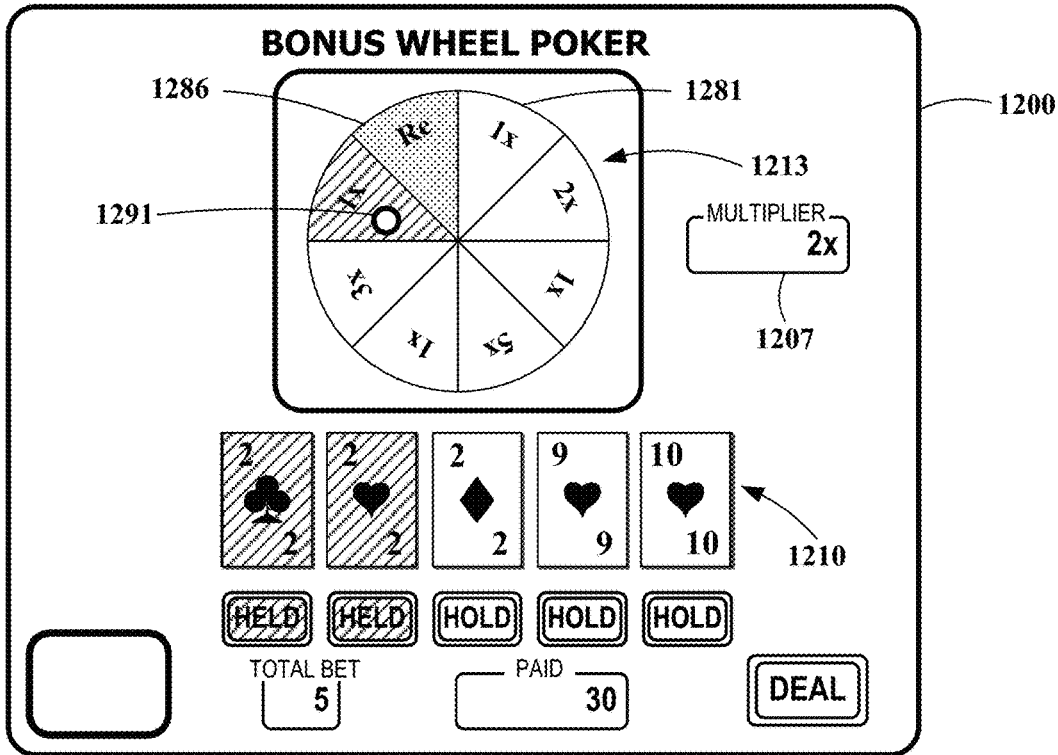 BONUS WHEEL POKER
1286
1281
1200
Re
1x
1213
1x
2x
1291
MULTIPLIER
2x
3x
1x
1x
5x
1207
2 2 2 9 10
2 2 2 9 10
1210
HELD HELD HOLD HOLD HOLD
TOTAL BET
5
PAID
30
DEAL